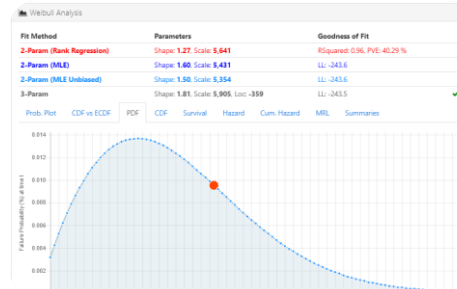 Weibull Analysis
Fit Method Parameters Goodness of Fit
2-Param (Rank Regression) Shape: 1.27, Scale: 5,641 RSquared: 0.96, PVE: 40.29 %
2-Param (MLE) Shape: 1.60, Scale: 5,431 LL: -243.6
2-Param (MLE Unbiased) Shape: 1.50, Scale: 5,354 LL: -243.6
3-Param Shape: 1.81, Scale: 5,905, Loc: -359 LL: -243.5
Prob. Plot CDF vs ECDF PDF CDF Survival Hazard Cum. Hazard MRL Summaries
0.014
0.012
0.010
0.008
0.006
0.004
0.002
Failure Probability (%) at time t